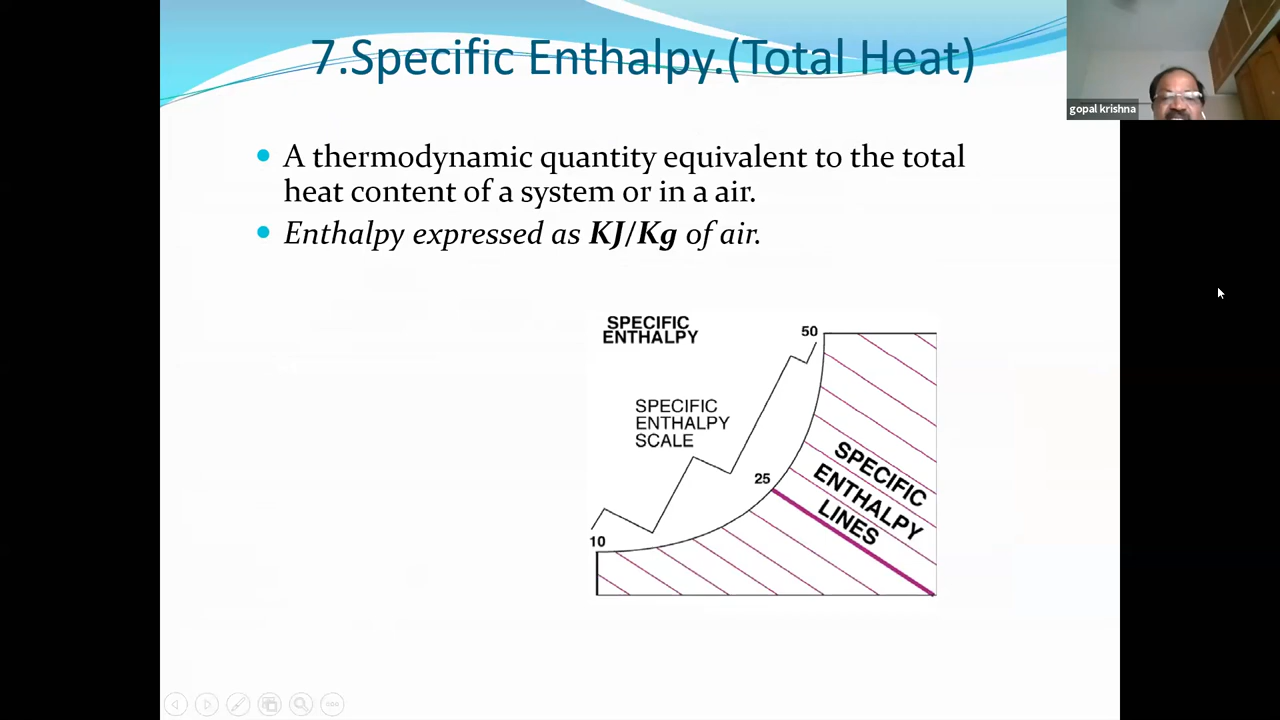 7.Specific Enthalpy.(Total Heat)
gopal krishna
A thermodynamic quantity equivalent to the total
heat content of a system or in a air.
Enthalpy expressed as KJ/Kg of air.
SPECIFIC
ENTHALPY
50
SPECIFIC
ENTHALPY
SCALE
25
SPECIFIC
ENTHALPY
LINES
10